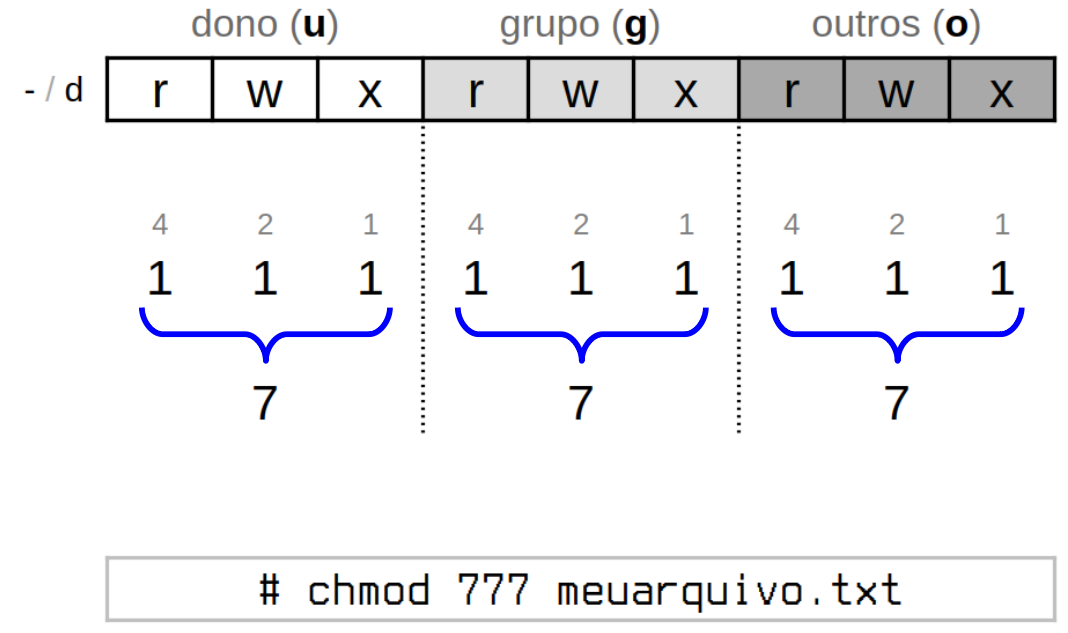 dono (u) grupo (g) outros (o)
- / d r w x r w x r w x
4 2 1 4 2 1 4 2 1
1 1 1 1 1 1 1 1 1
7 7 7
# chmod 777 meuarquivo.txt